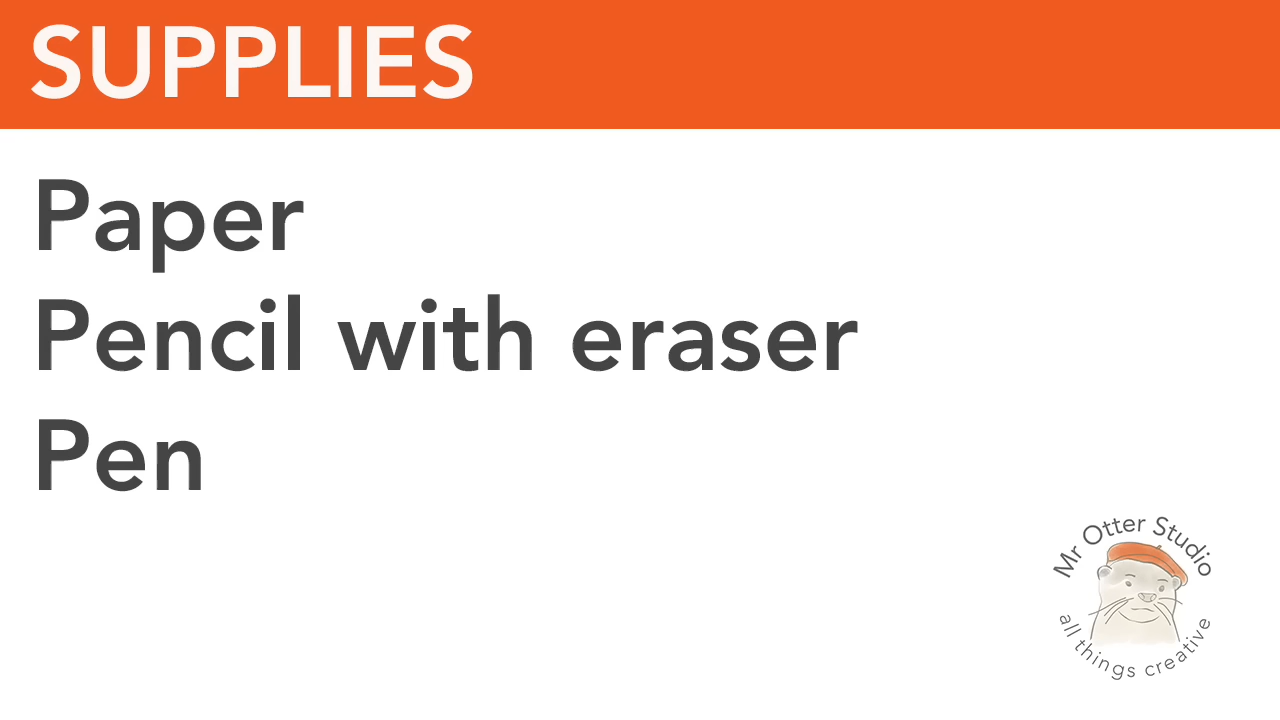 SUPPLIES
Paper
Pencil with eraser
Pen
Mr Otter Studio
all things creative